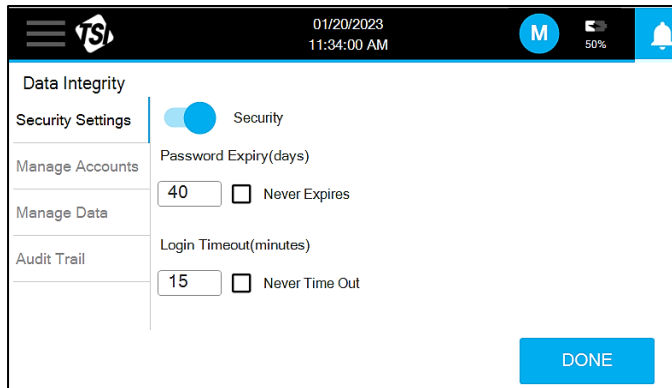 TSI
01/20/2023
11:34:00 AM
M
50%
Data Integrity
Security Settings
Security
Manage Accounts
Password Expiry(days)
40
Never Expires
Manage Data
Login Timeout(minutes)
Audit Trail
15
Never Time Out
DONE